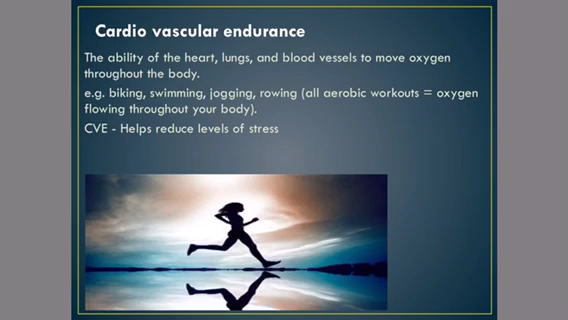 Cardio vascular endurance
The ability of the heart, lungs, and blood vessels to move oxygen
throughout the body.
e.g. biking, swimming, jogging, rowing (all aerobic workouts = oxygen
flowing throughout your body).
CVE - Helps reduce levels of stress